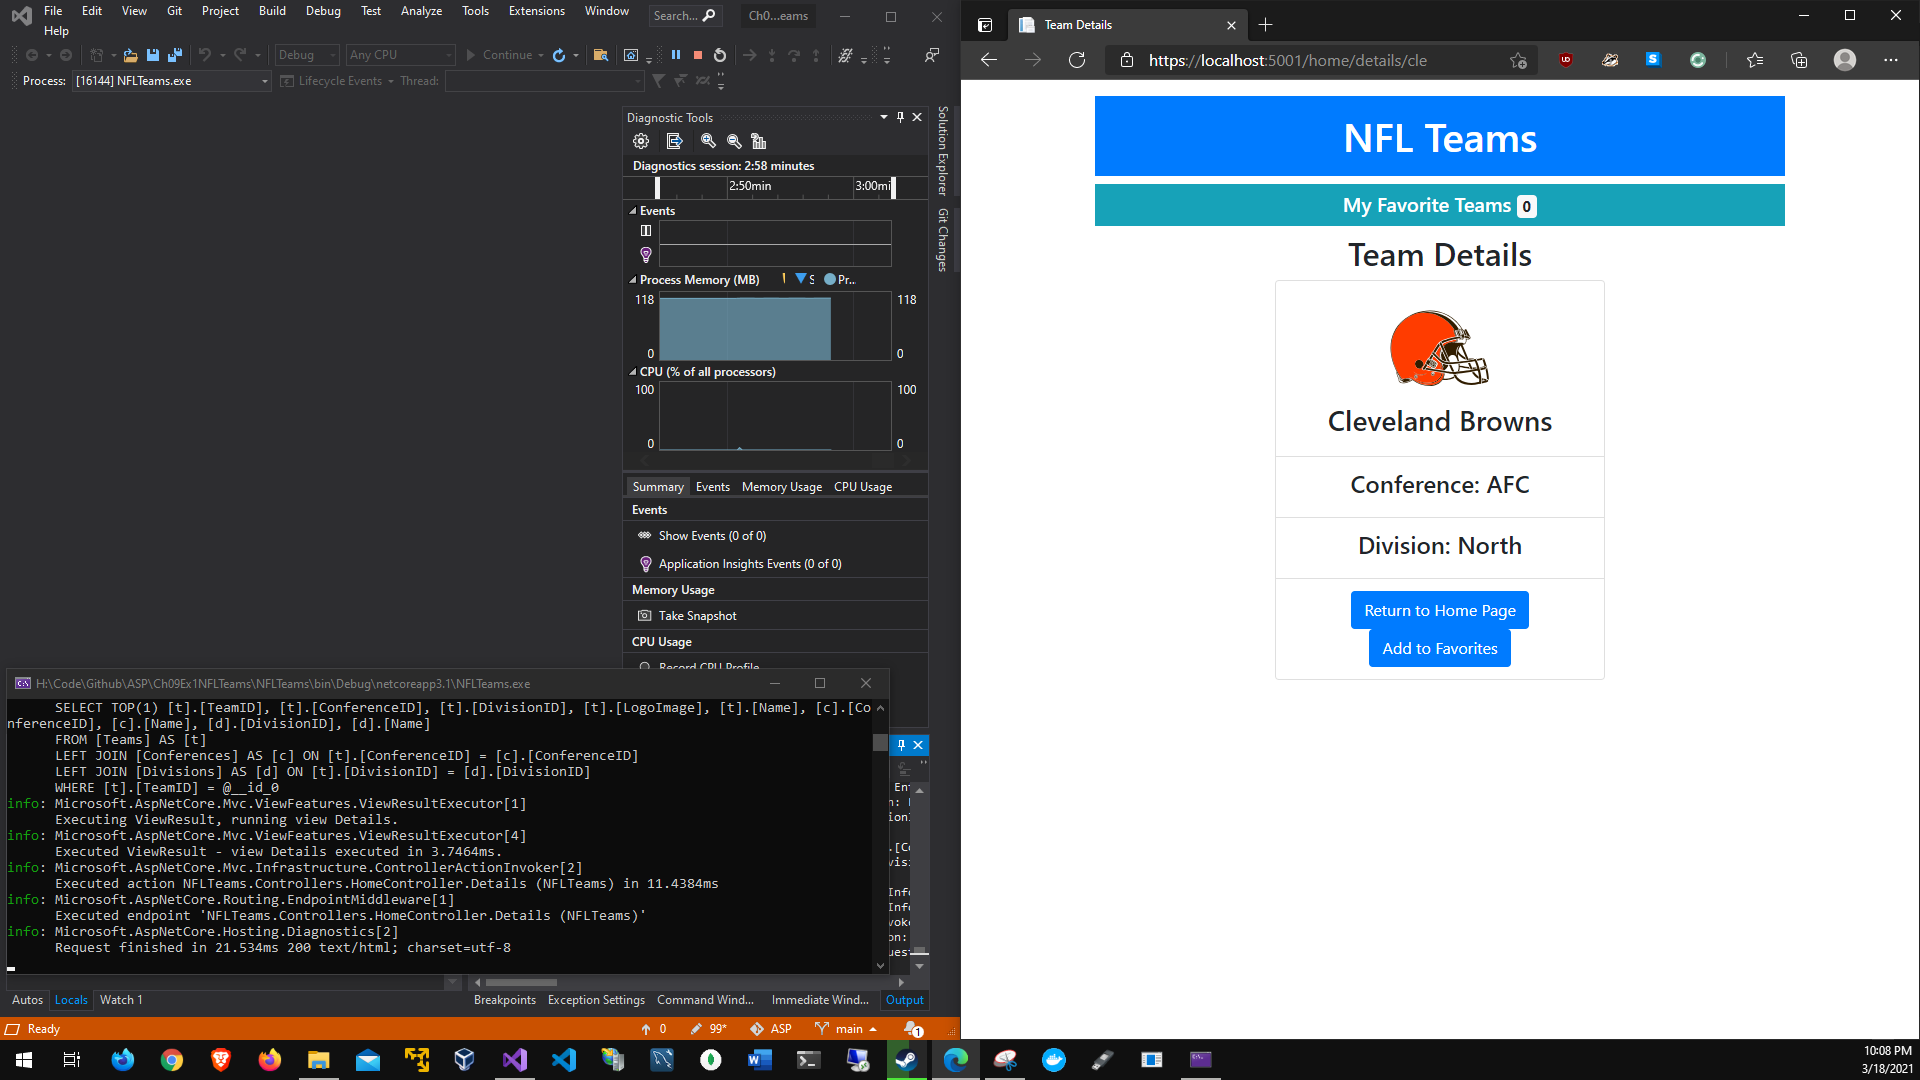 File Edit View Git Project Build Debug Test Analyze Tools Extensions Window
Help
Search...
Ch0...eams
Debug Any CPU Continue
Process: [16144] NFLTeams.exe Lifecycle Events Thread:
Diagnostic Tools
Diagnostics session: 2:58 minutes
2:50min 3:00mi
Events
Process Memory (MB) S Pr...
118 118
0 0
CPU (% of all processors)
100 100
0 0
Summary Events Memory Usage CPU Usage
Events
Show Events (0 of 0)
Application Insights Events (0 of 0)
Memory Usage
Take Snapshot
CPU Usage
Record CPU Profile
Solution Explorer
Git Changes
H:\Code\Github\ASP\Ch09Ex1NFLTeams\NFLTeams\bin\Debug\netcoreapp3.1\NFLTeams.exe
SELECT TOP(1) [t].[TeamID], [t].[ConferenceID], [t].[DivisionID], [t].[LogoImage], [t].[Name], [c].[Co
nferenceID], [c].[Name], [d].[DivisionID], [d].[Name]
FROM [Teams] AS [t]
LEFT JOIN [Conferences] AS [c] ON [t].[ConferenceID] = [c].[ConferenceID]
LEFT JOIN [Divisions] AS [d] ON [t].[DivisionID] = [d].[DivisionID]
WHERE [t].[TeamID] = @__id_0
info: Microsoft.AspNetCore.Mvc.ViewFeatures.ViewResultExecutor[1]
Executing ViewResult, running view Details.
info: Microsoft.AspNetCore.Mvc.ViewFeatures.ViewResultExecutor[4]
Executed ViewResult - view Details executed in 3.7464ms.
info: Microsoft.AspNetCore.Mvc.Infrastructure.ControllerActionInvoker[2]
Executed action NFLTeams.Controllers.HomeController.Details (NFLTeams) in 11.4384ms
info: Microsoft.AspNetCore.Routing.EndpointMiddleware[1]
Executed endpoint 'NFLTeams.Controllers.HomeController.Details (NFLTeams)'
info: Microsoft.AspNetCore.Hosting.Diagnostics[2]
Request finished in 21.534ms 200 text/html; charset=utf-8
Autos Locals Watch 1
Breakpoints Exception Settings Command Wind... Immediate Wind... Output
Ready
0 99* ASP main 1
Team Details
https://localhost:5001/home/details/cle
NFL Teams
My Favorite Teams 0
Team Details
Cleveland Browns
Conference: AFC
Division: North
Return to Home Page
Add to Favorites
10:08 PM
3/18/2021